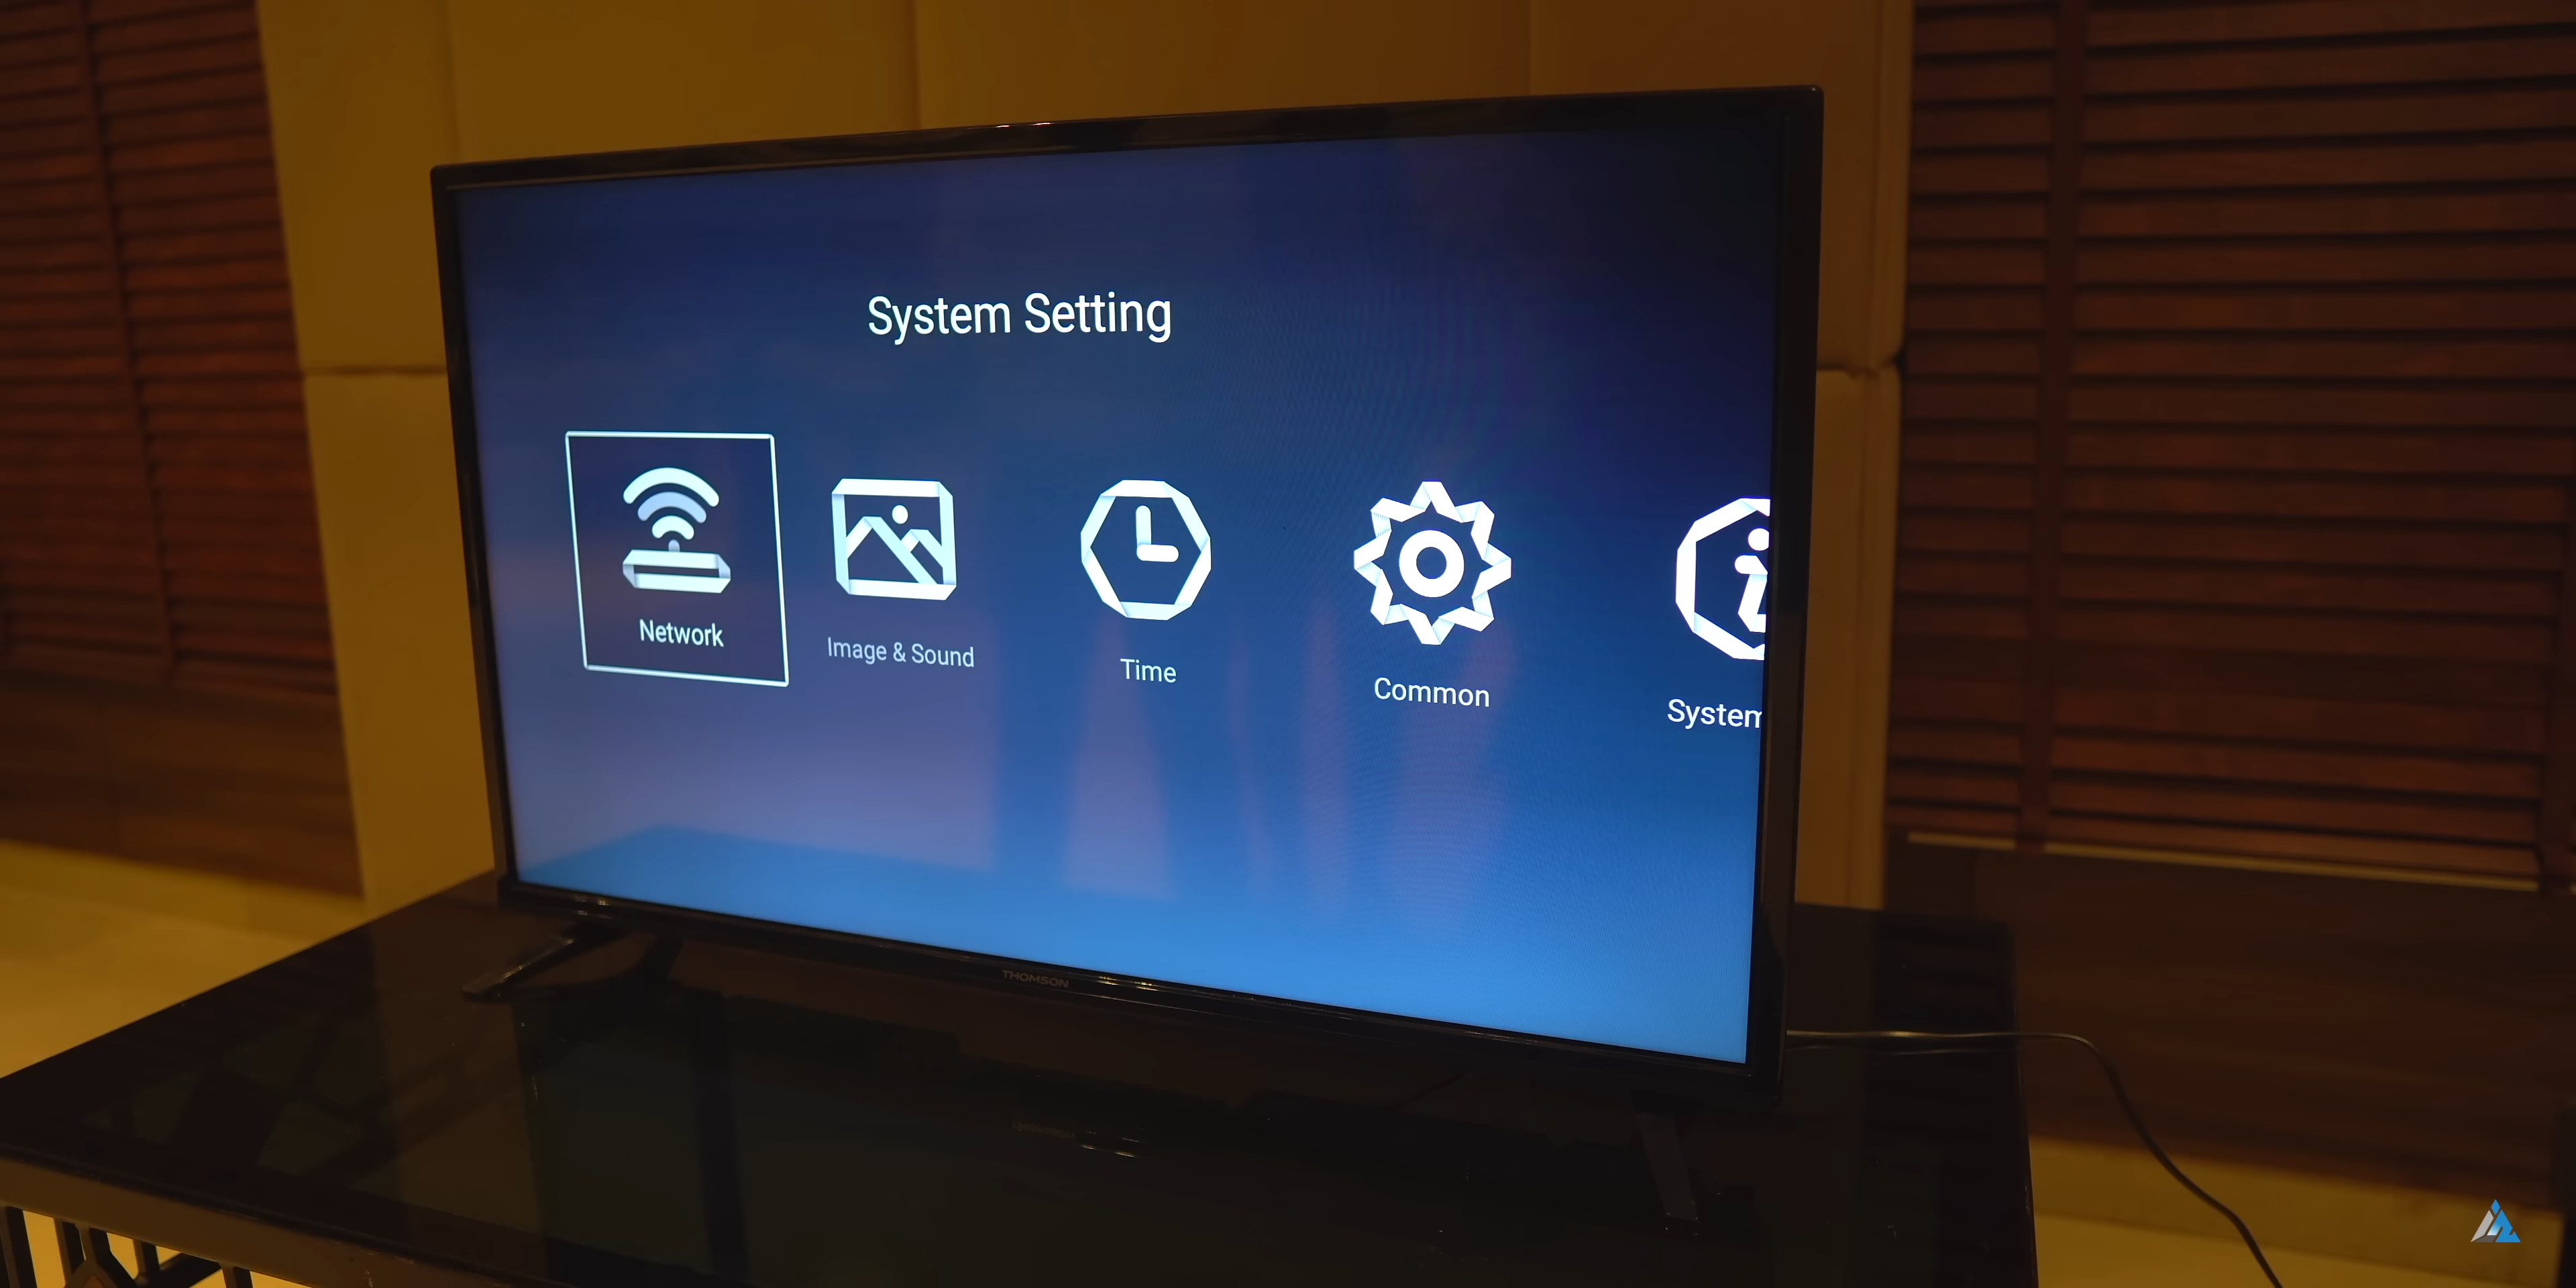 System Setting
Network
Image & Sound
Time
Common
System
THOMSON